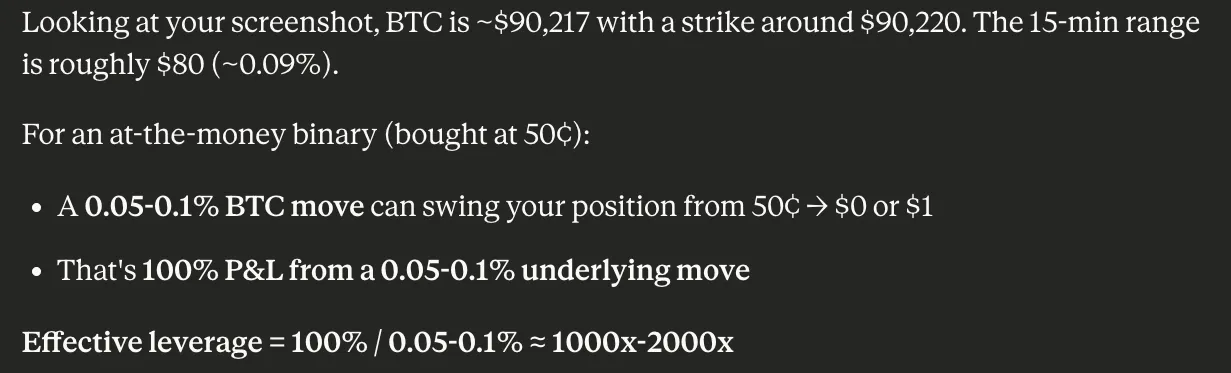 Looking at your screenshot, BTC is ~$90,217 with a strike around $90,220. The 15-min range
is roughly $80 (~0.09%).
For an at-the-money binary (bought at 50¢):
• A 0.05-0.1% BTC move can swing your position from 50¢ → $0 or $1
• That's 100% P&L from a 0.05-0.1% underlying move
Effective leverage = 100% / 0.05-0.1% ≈ 1000x-2000x